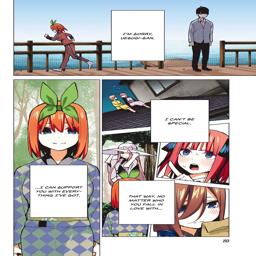 I'M SORRY,
UESUGI-SAN.
I CAN'T BE
SPECIAL.
THAT WAY, NO
MATTER WHO
YOU FALL IN
LOVE WITH...
...I CAN SUPPORT
YOU WITH EVERY-
THING I'VE GOT.